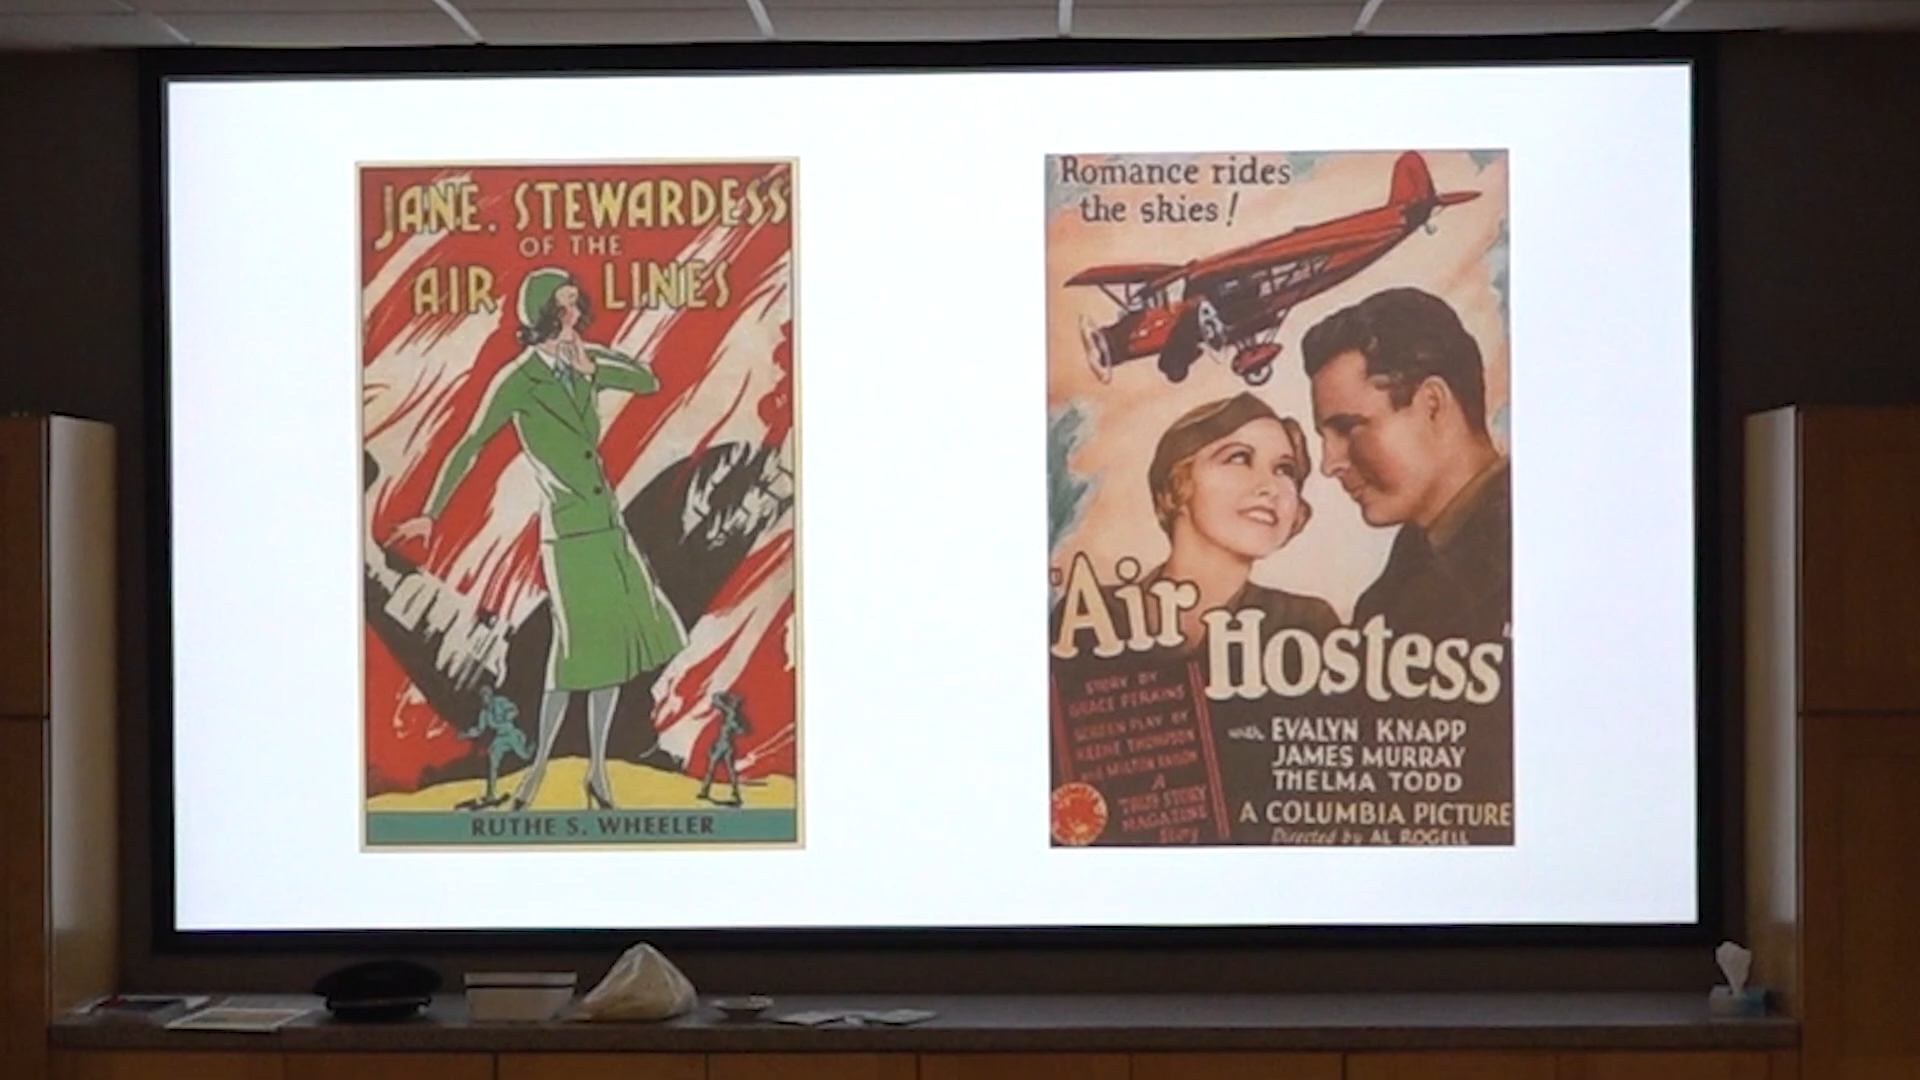 JANE. STEWARDESS
OF THE
AIR LINES
RUTHE S. WHEELER
Romance rides
the skies!
"Air
Hostess"
STORY BY
GRACE PERKINS
SCREEN PLAY BY
KEENE THOMPSON
AND MILTON RAISON
A
TRUE STORY
MAGAZINE
Story
with EVALYN KNAPP
JAMES MURRAY
THELMA TODD
A COLUMBIA PICTURE
Directed by AL ROGELL